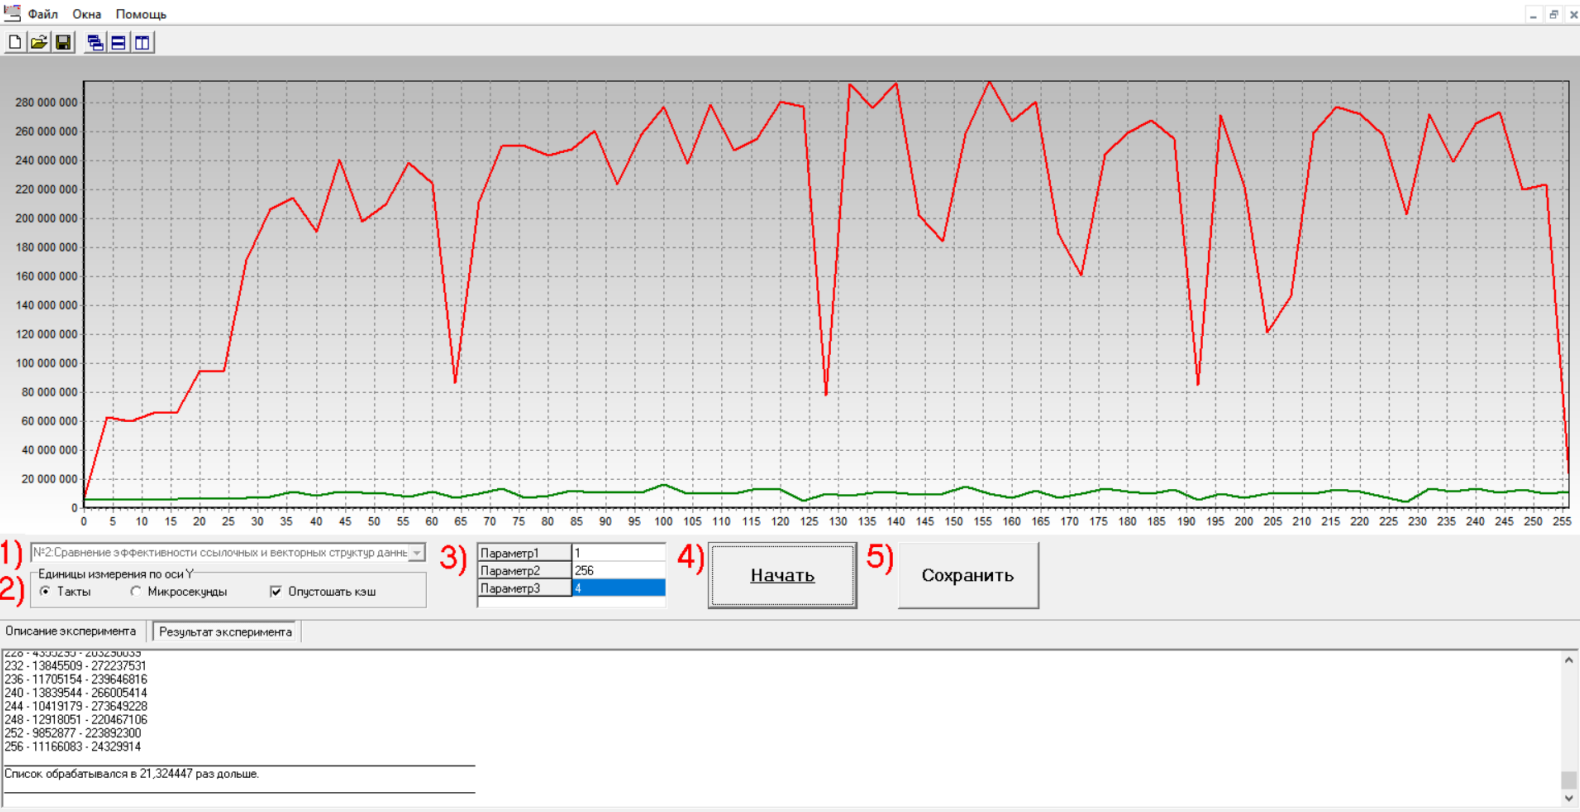 Файл Окна Помощь
280 000 000
260 000 000
240 000 000
220 000 000
200 000 000
180 000 000
160 000 000
140 000 000
120 000 000
100 000 000
80 000 000
60 000 000
40 000 000
20 000 000
0
0 5 10 15 20 25 30 35 40 45 50 55 60 65 70 75 80 85 90 95 100 105 110 115 120 125 130 135 140 145 150 155 160 165 170 175 180 185 190 195 200 205 210 215 220 225 230 235 240 245 250 255
1) №2:Сравнение эффективности ссылочных и векторных структур данны
2) Единицы измерения по оси Y
Такты Микросекунды Опустошать кэш
3) Параметр1 1
Параметр2 256
Параметр3 4
4) Начать
5) Сохранить
Описание эксперимента Результат эксперимента
228 - 4355295 - 203290039
232 - 13845509 - 272237531
236 - 11705154 - 239646816
240 - 13839544 - 266005414
244 - 10419179 - 273649228
248 - 12918051 - 220467106
252 - 9852877 - 223892300
256 - 11166083 - 24329914
Список обрабатывался в 21,324447 раз дольше.